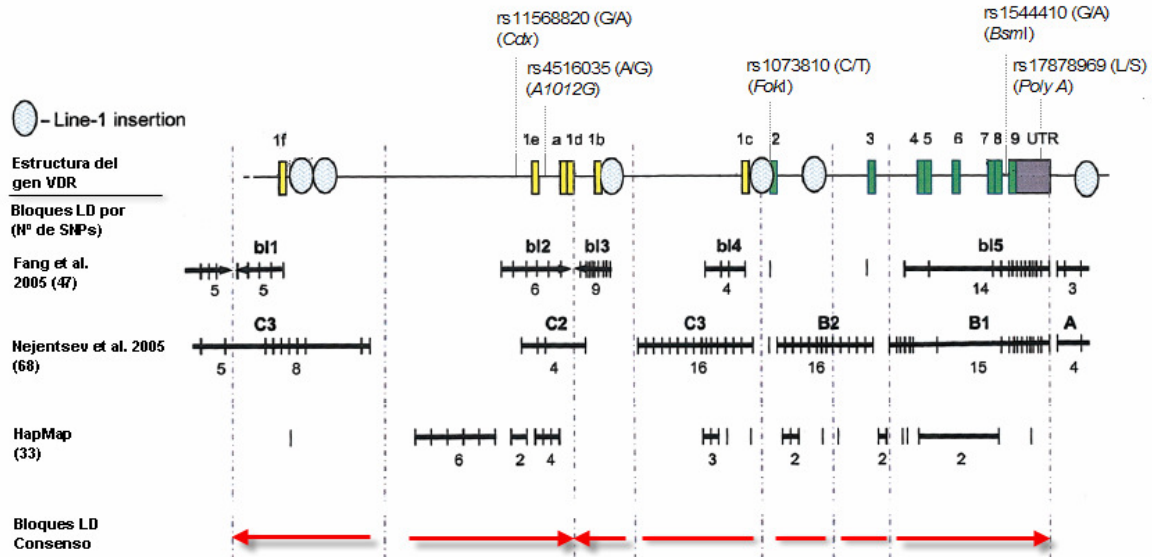 rs11568820 (G/A)
(Cdx)
rs1544410 (G/A)
(BsmI)
rs4516035 (A/G)
(A1012G)
rs1073810 (C/T)
(FokI)
rs17878969 (L/S)
(Poly A)
– Line-1 insertion
1f 1e a 1d 1b 1c 2 3 4 5 6 7 8 9 UTR
Estructura del
gen VDR
Bloques LD por
(Nº de SNPs)
bl1 bl2 bl3 bl4 bl5
Fang et al.
2005 (47)
5 5 6 9 4 14 3
C3 C2 C3 B2 B1 A
Nejentsev et al. 2005
(68)
5 8 4 16 16 15 4
HapMap
(33)
6 2 4 3 2 2 2
Bloques LD
Consenso